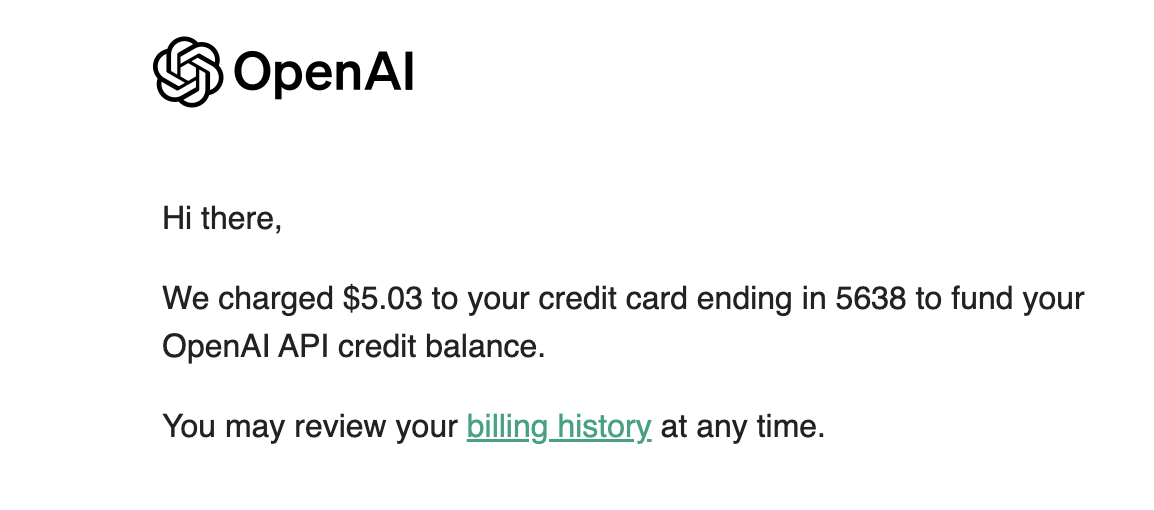 OpenAI
Hi there,
We charged $5.03 to your credit card ending in 5638 to fund your
OpenAI API credit balance.
You may review your billing history at any time.